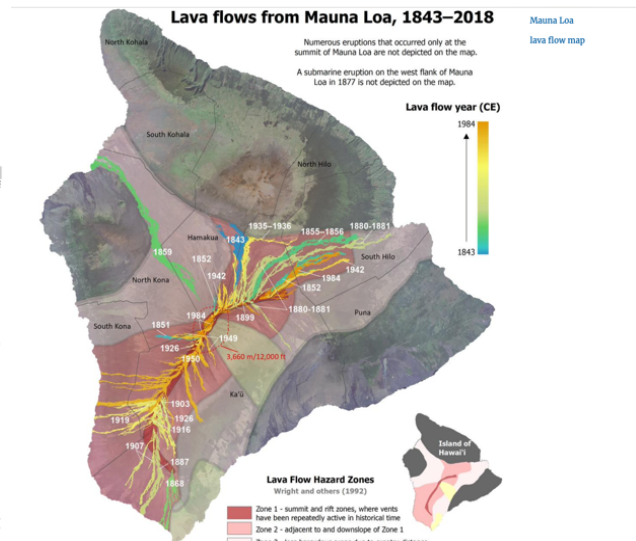 Lava flows from Mauna Loa, 1843–2018
Mauna Loa
lava flow map
Numerous eruptions that occurred only at the
summit of Mauna Loa are not depicted on the map.
A submarine eruption on the west flank of Mauna
Loa in 1877 is not depicted on the map.
Lava flow year (CE)
1984
1843
North Kohala
South Kohala
North Hilo
Hamakua
1843
1935–1936
1855–1856
1880-1881
1859
1852
1942
South Hilo
1942
1984
1852
North Kona
1880-1881
1899
Puna
1984
South Kona
1851
1926
1949
3,660 m/12,000 ft
1950
Ka'ū
1903
1919
1926
1916
1907
1887
1868
Island of
Hawai'i
Lava Flow Hazard Zones
Wright and others (1992)
Zone 1 - summit and rift zones, where vents
have been repeatedly active in historical time
Zone 2 - adjacent to and downslope of Zone 1